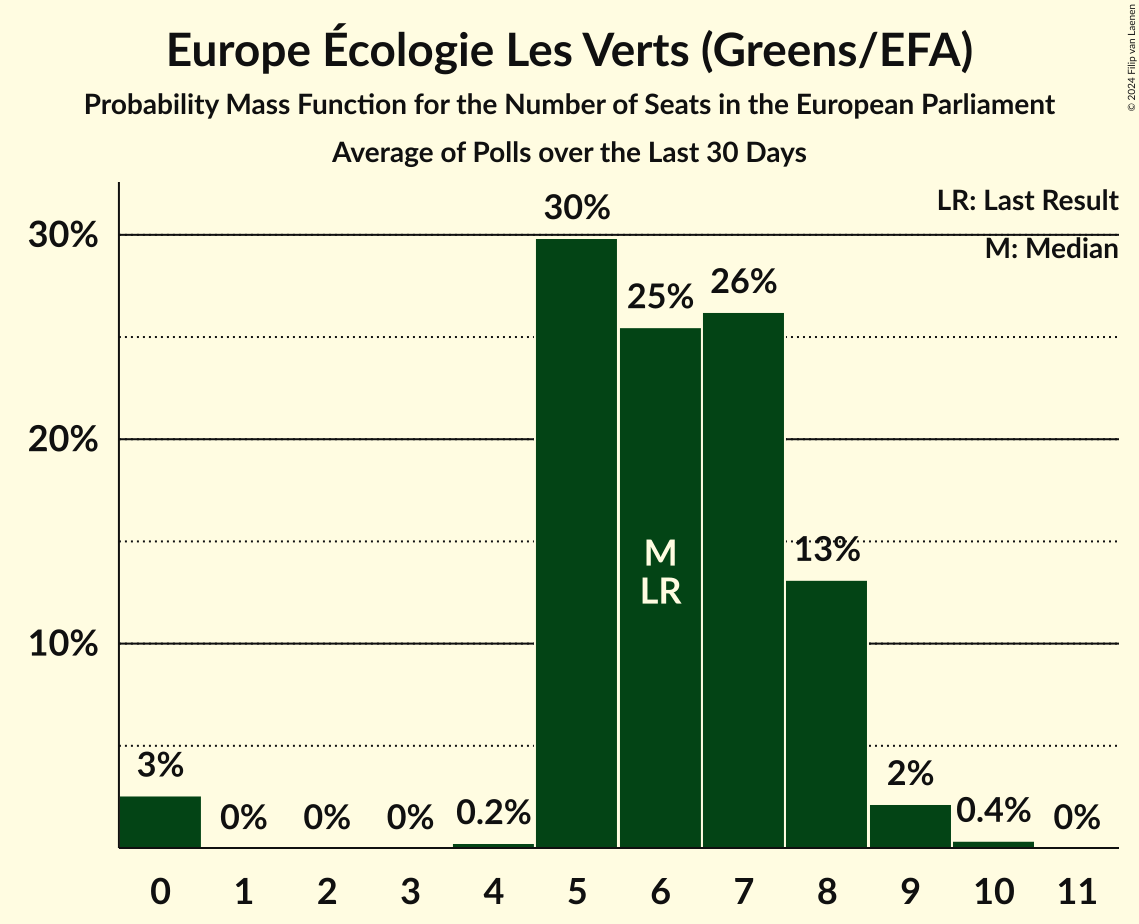 Europe Écologie Les Verts (Greens/EFA)
Probability Mass Function for the Number of Seats in the European Parliament
Average of Polls over the Last 30 Days
© 2024 Filip van Laenen
LR: Last Result
M: Median
30%
20%
10%
3%
0%
0%
0%
0.2%
30%
25%
26%
13%
2%
0.4%
0%
M
LR
0 1 2 3 4 5 6 7 8 9 10 11